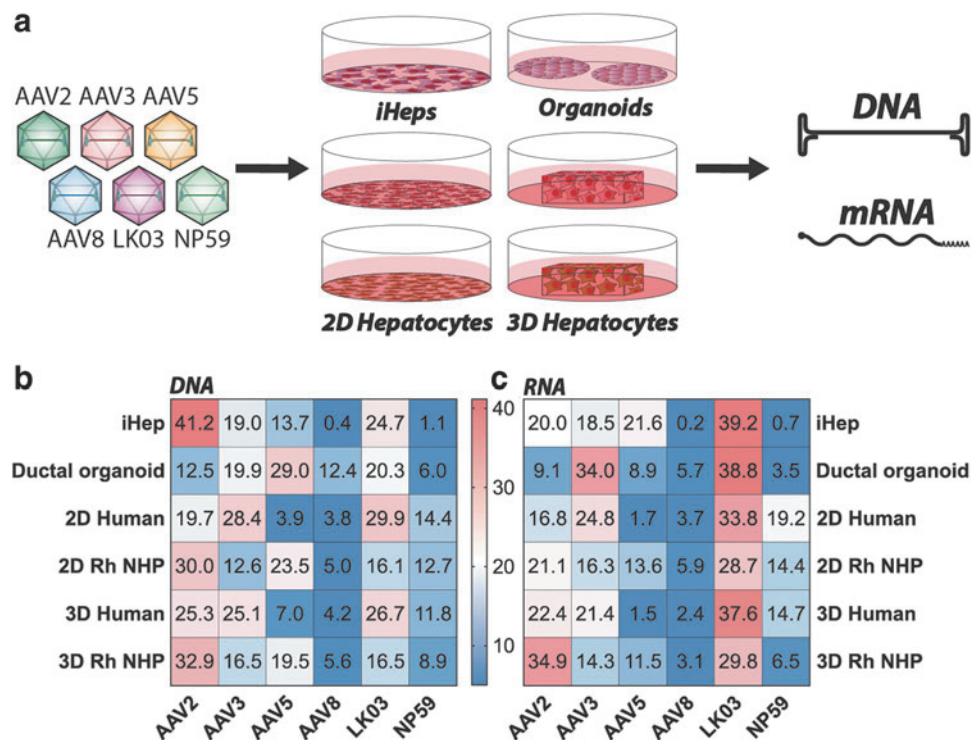 a
AAV2 AAV3 AAV5
AAV8 LK03 NP59
iHeps
Organoids
2D Hepatocytes
3D Hepatocytes
DNA
mRNA
b DNA
iHep 41.2 19.0 13.7 0.4 24.7 1.1
Ductal organoid 12.5 19.9 29.0 12.4 20.3 6.0
2D Human 19.7 28.4 3.9 3.8 29.9 14.4
2D Rh NHP 30.0 12.6 23.5 5.0 16.1 12.7
3D Human 25.3 25.1 7.0 4.2 26.7 11.8
3D Rh NHP 32.9 16.5 19.5 5.6 16.5 8.9
AAV2 AAV3 AAV5 AAV8 LK03 NP59
40
30
20
10
c RNA
20.0 18.5 21.6 0.2 39.2 0.7 iHep
9.1 34.0 8.9 5.7 38.8 3.5 Ductal organoid
16.8 24.8 1.7 3.7 33.8 19.2 2D Human
21.1 16.3 13.6 5.9 28.7 14.4 2D Rh NHP
22.4 21.4 1.5 2.4 37.6 14.7 3D Human
34.9 14.3 11.5 3.1 29.8 6.5 3D Rh NHP
AAV2 AAV3 AAV5 AAV8 LK03 NP59